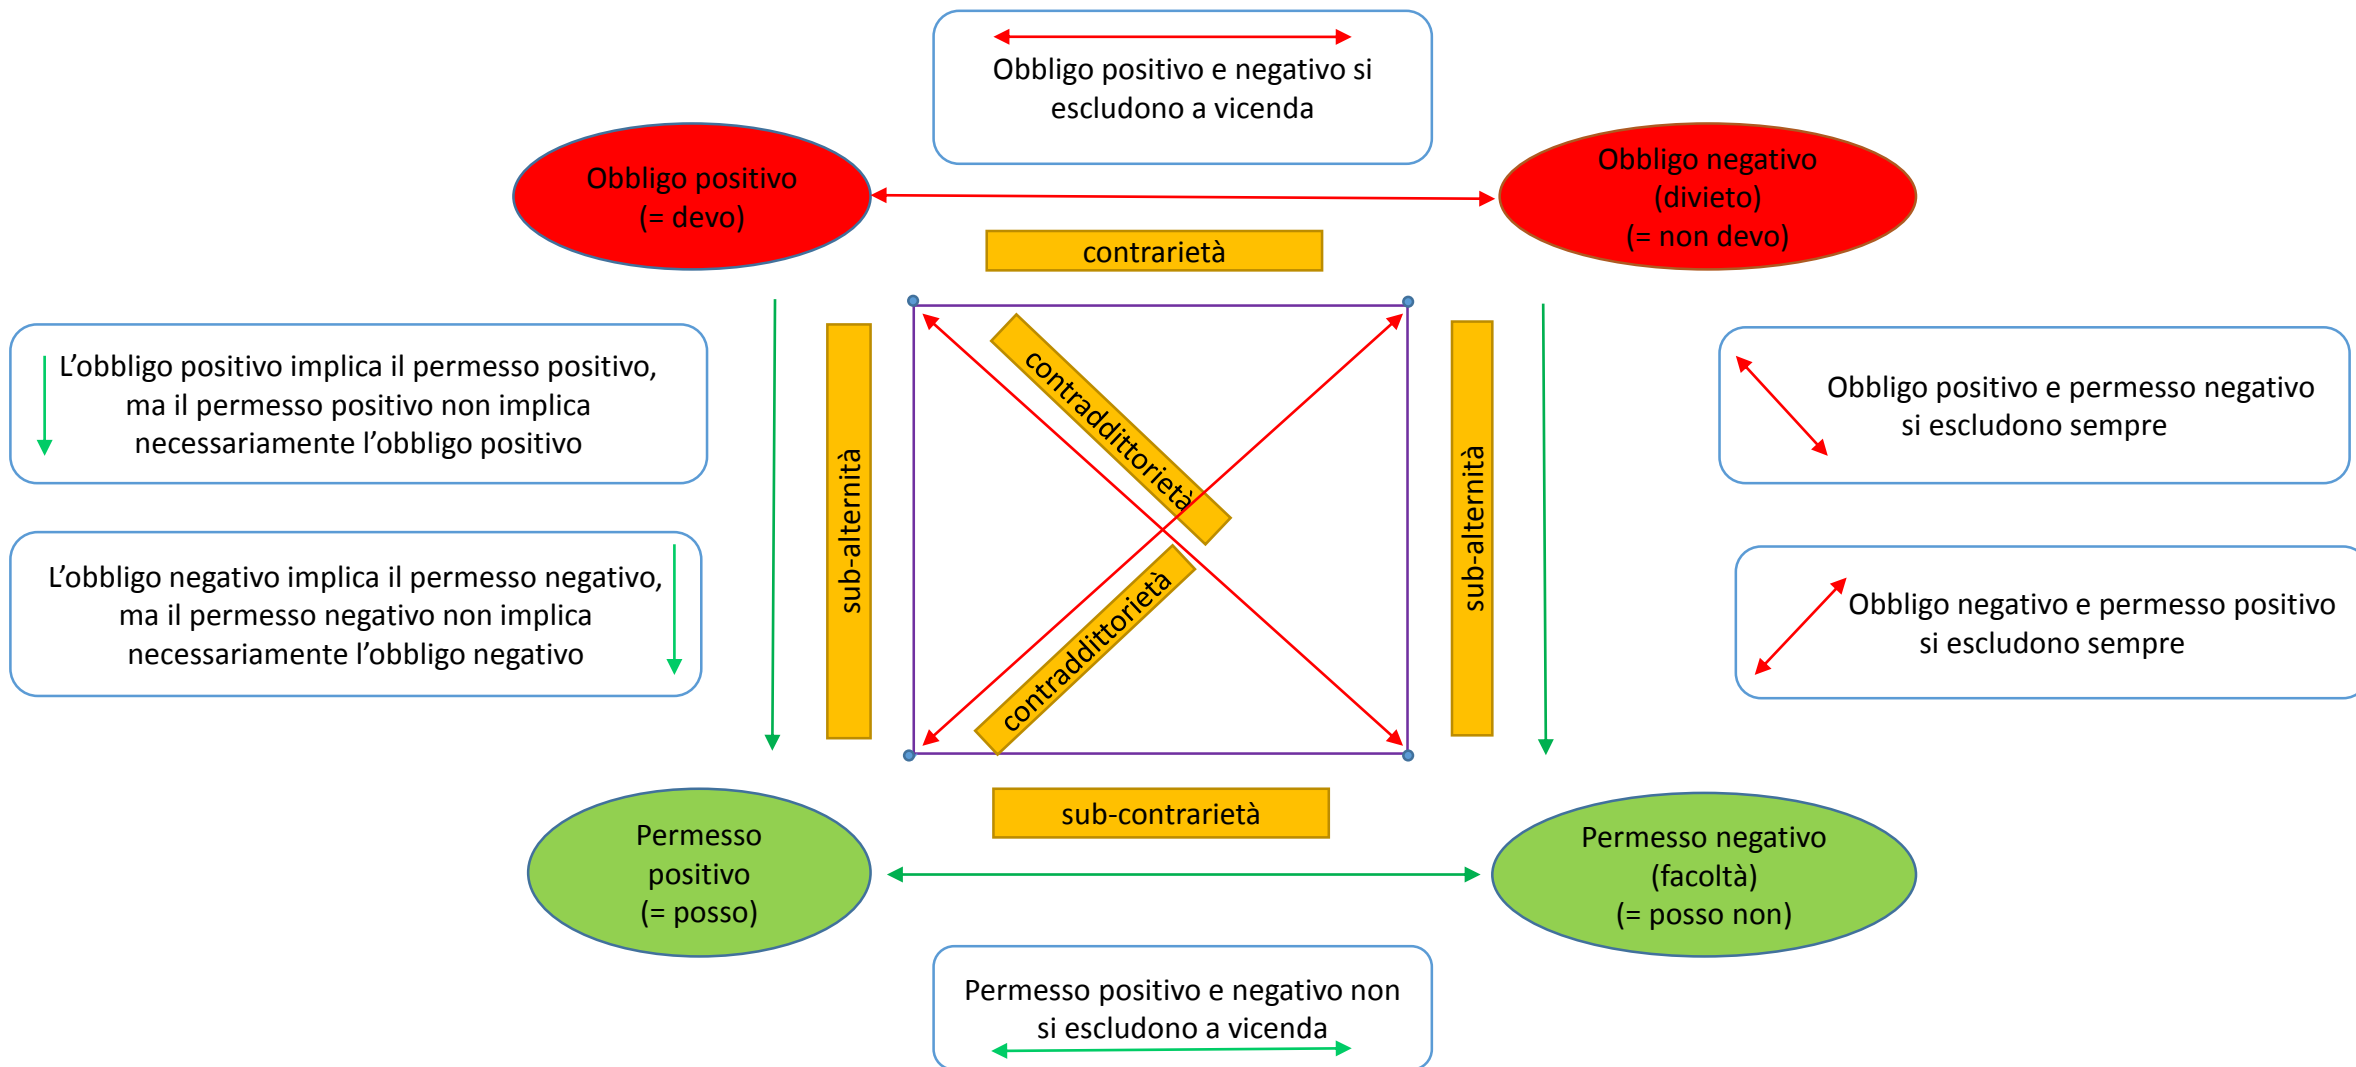 Obbligo positivo e negativo si
escludono a vicenda
Obbligo positivo
(= devo)
Obbligo negativo
(divieto)
(= non devo)
contrarietà
L’obbligo positivo implica il permesso positivo,
ma il permesso positivo non implica
necessariamente l’obbligo positivo
L’obbligo negativo implica il permesso negativo,
ma il permesso negativo non implica
necessariamente l’obbligo negativo
sub-alternità
contraddittorietà
contraddittorietà
sub-alternità
Obbligo positivo e permesso negativo
si escludono sempre
Obbligo negativo e permesso positivo
si escludono sempre
sub-contrarietà
Permesso
positivo
(= posso)
Permesso negativo
(facoltà)
(= posso non)
Permesso positivo e negativo non
si escludono a vicenda